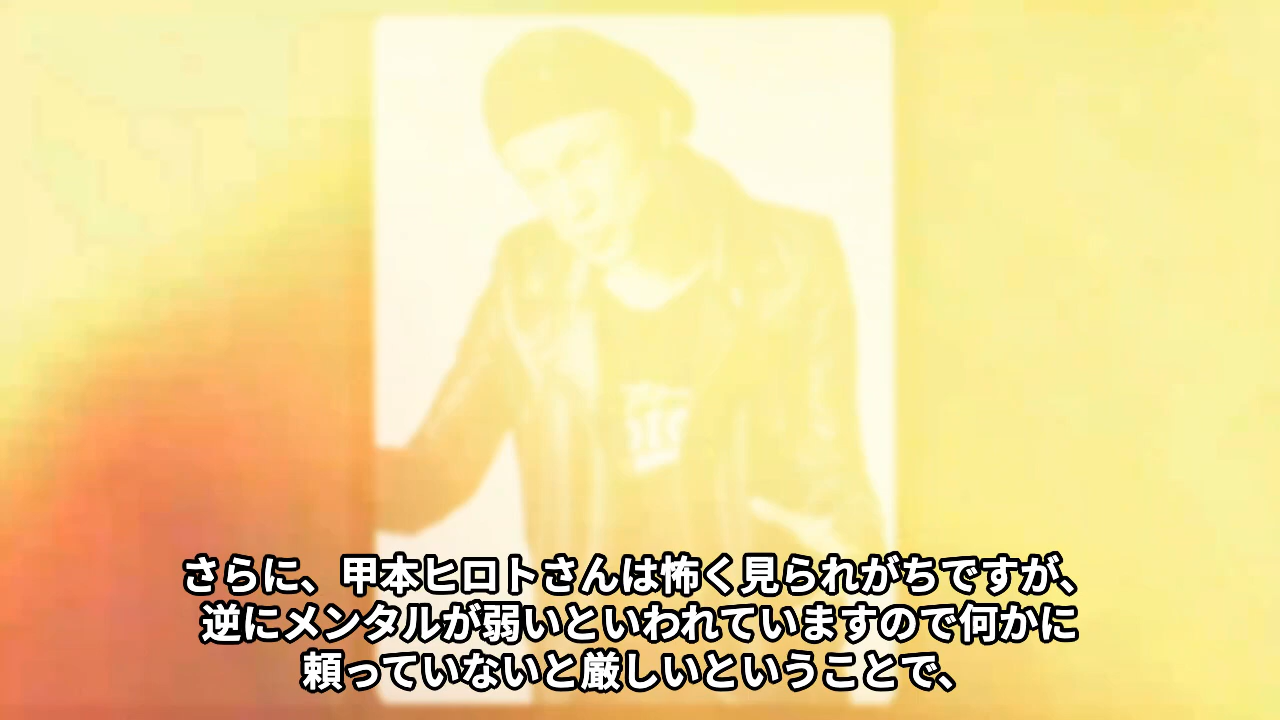 さらに、甲本ヒロトさんは怖く見られがちですが、
逆にメンタルが弱いといわれていますので何かに
頼っていないと厳しいということで、